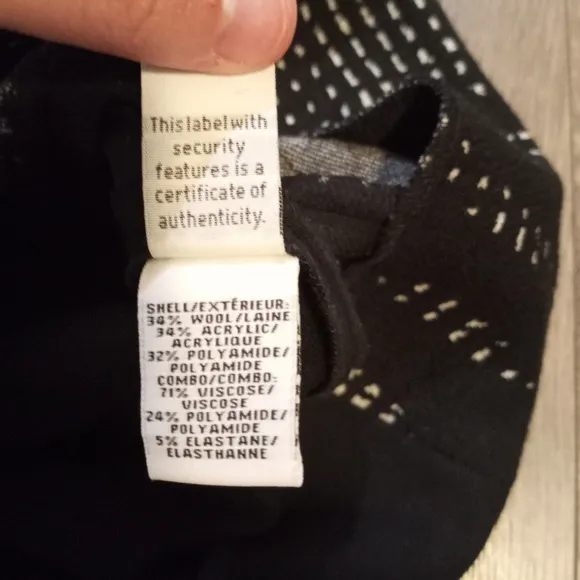 This label with
security
features is a
certificate of
authenticity.
SHELL/EXTÉRIEUR:
34% WOOL/LAINE
34% ACRYLIC/
ACRYLIQUE
32% POLYAMIDE/
POLYAMIDE
COMBO/COMBO:
71% VISCOSE/
VISCOSE
24% POLYAMIDE/
POLYAMIDE
5% ELASTANE/
ELASTHANNE